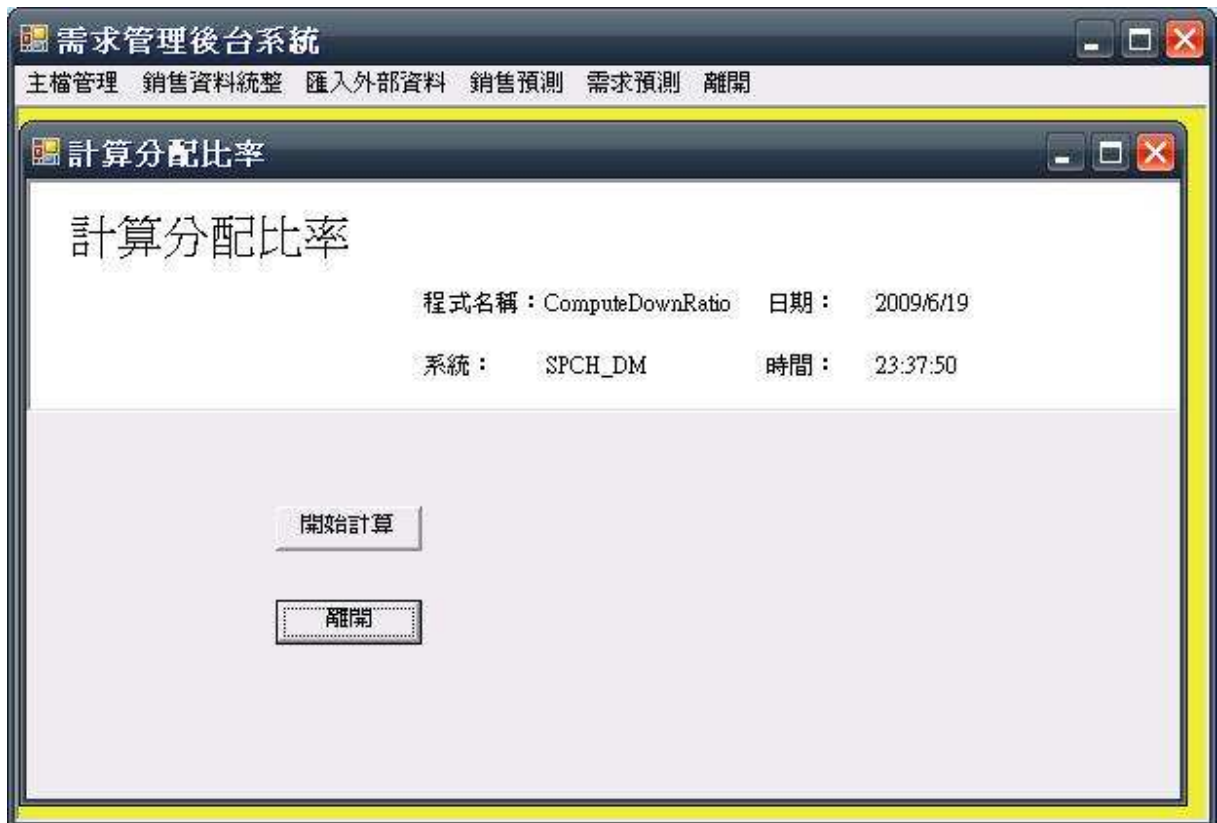 需求管理後台系統
主檔管理 銷售資料統整 匯入外部資料 銷售預測 需求預測 離開
計算分配比率
計算分配比率
程式名稱：ComputeDownRatio 日期： 2009/6/19
系統： SPCH_DM 時間： 23:37:50
開始計算
離開